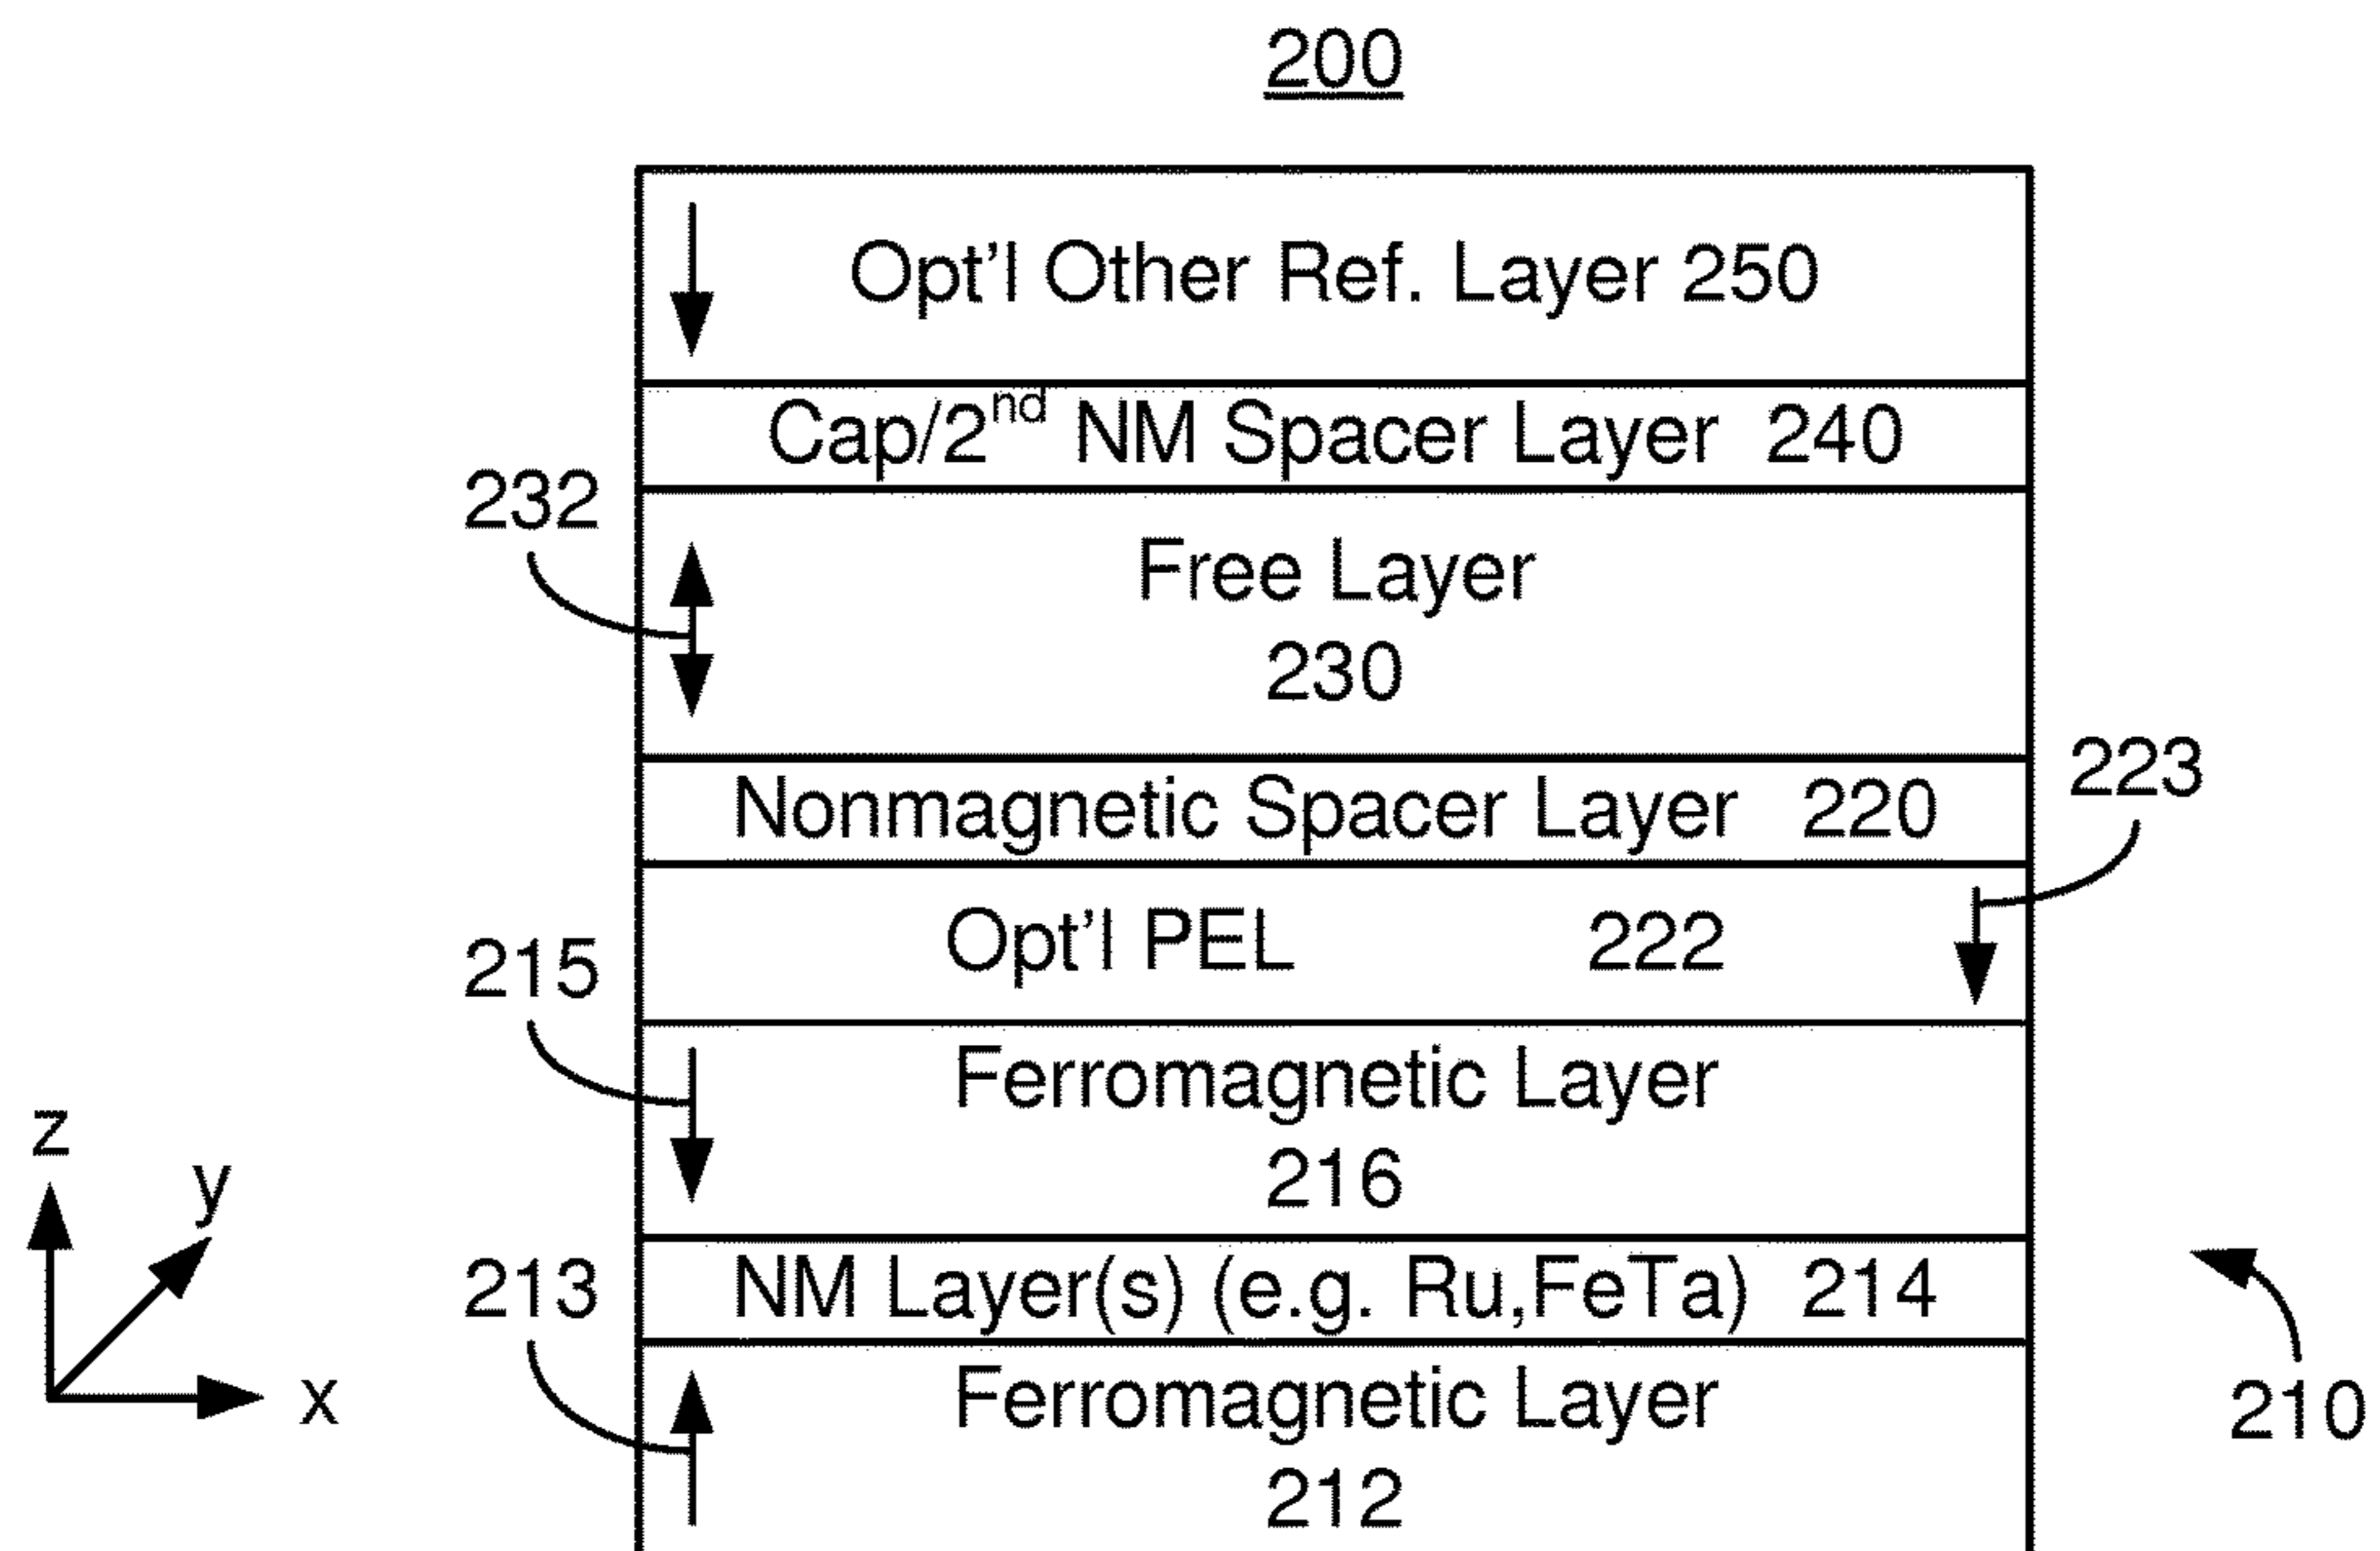 200
Opt'l Other Ref. Layer 250
Cap/2nd NM Spacer Layer 240
232
Free Layer
230
223
Nonmagnetic Spacer Layer 220
Opt'l PEL 222
215
Ferromagnetic Layer
216
z
y
x
213
NM Layer(s) (e.g. Ru,FeTa) 214
Ferromagnetic Layer
212
210